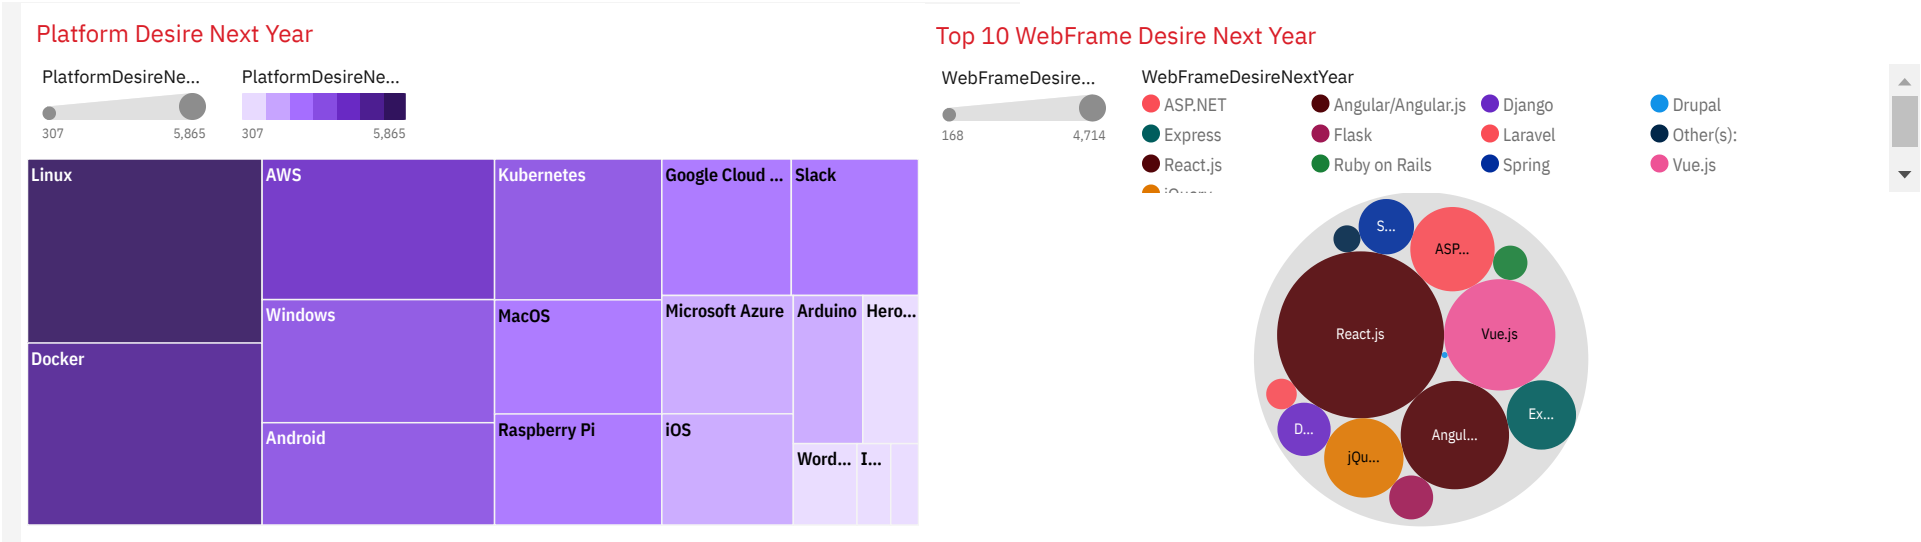 Platform Desire Next Year
PlatformDesireNe...
PlatformDesireNe...
307
5,865
307
5,865
Linux
AWS
Kubernetes
Google Cloud ...
Slack
Docker
Windows
Android
MacOS
Raspberry Pi
Microsoft Azure
iOS
Arduino
Hero...
Word...
I...
Top 10 WebFrame Desire Next Year
WebFrameDesire...
168
4,714
WebFrameDesireNextYear
ASP.NET
Angular/Angular.js
Django
Drupal
Express
Flask
Laravel
Other(s):
React.js
Ruby on Rails
Spring
Vue.js
S...
ASP...
React.js
Vue.js
Ex...
D...
jQu...
Angul...